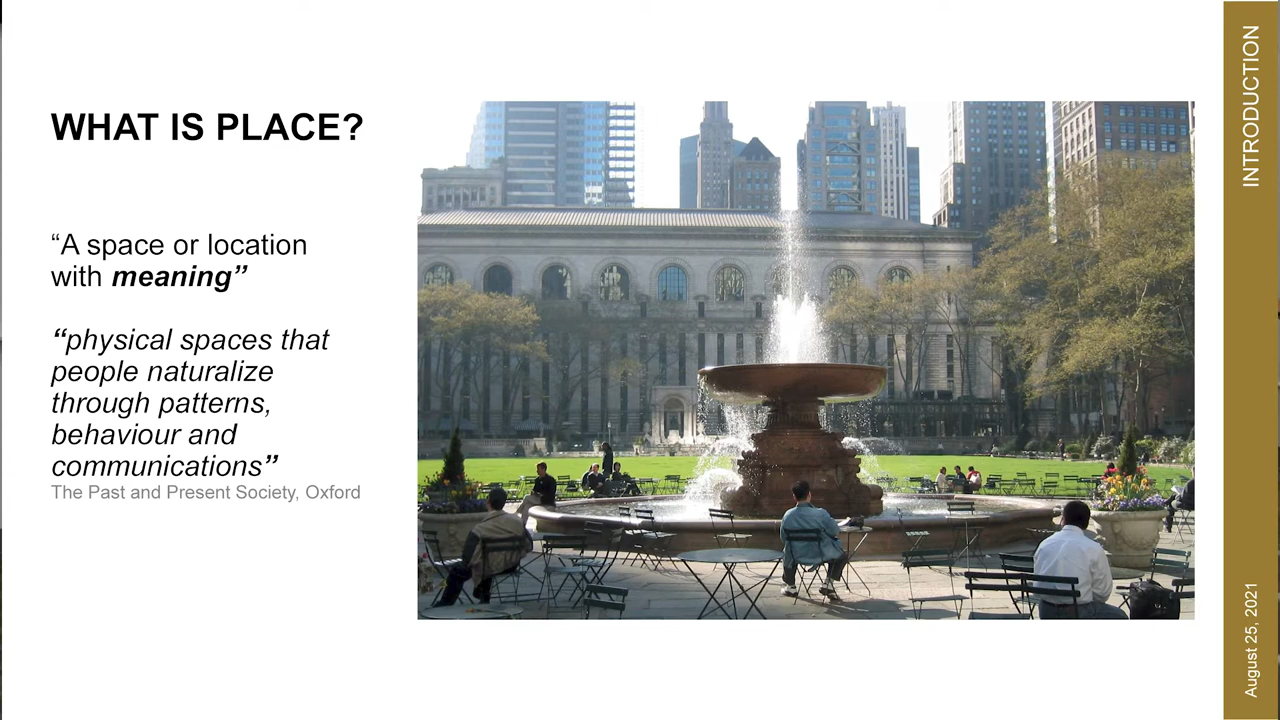 WHAT IS PLACE?
“A space or location
with meaning”
“physical spaces that
people naturalize
through patterns,
behaviour and
communications”
The Past and Present Society, Oxford
INTRODUCTION
August 25, 2021